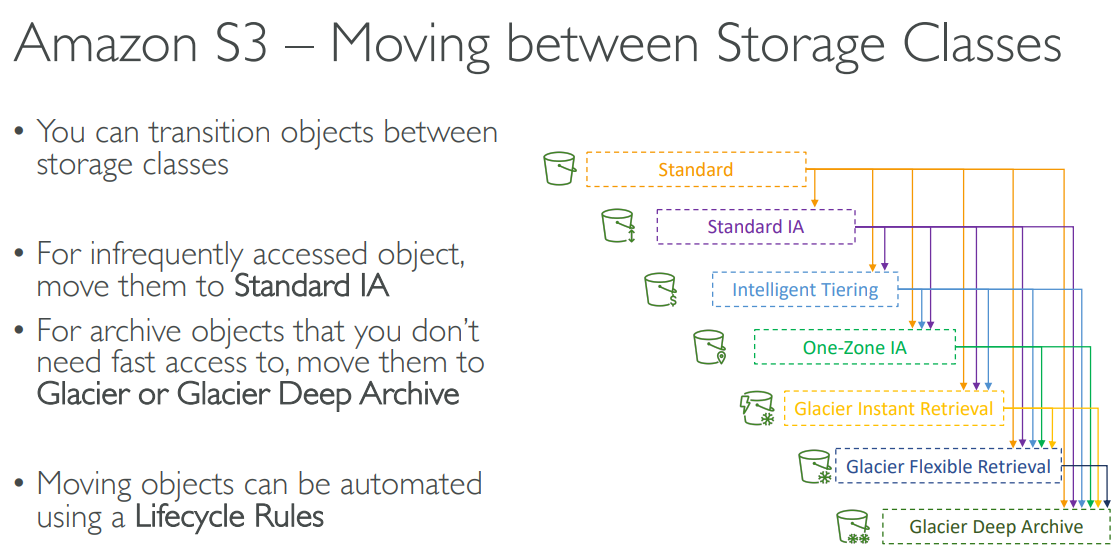 Amazon S3 – Moving between Storage Classes
• You can transition objects between
storage classes
• For infrequently accessed object,
move them to Standard IA
• For archive objects that you don’t
need fast access to, move them to
Glacier or Glacier Deep Archive
• Moving objects can be automated
using a Lifecycle Rules
Standard
Standard IA
Intelligent Tiering
One-Zone IA
Glacier Instant Retrieval
Glacier Flexible Retrieval
Glacier Deep Archive